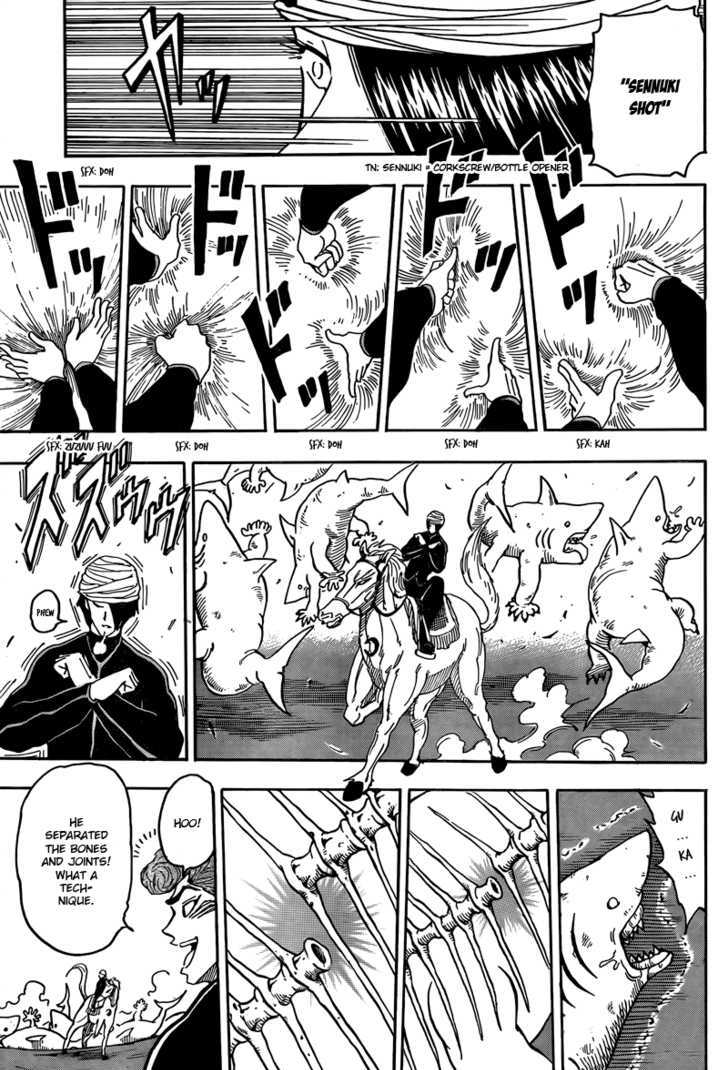 "SENNUKI
SHOT"
ガッ
TN: SENNUKI = CORKSCREW/BOTTLE OPENER
SFX: DOH
ドッ
ドッ
ドッ
ドッ
SFX: ZUZUUU FUU
SFX: DOH
SFX: DOH
SFX: DOH
SFX: KAH
ズズゥゥ
PHEW
HOO!
HE
SEPARATED
THE BONES
AND JOINTS!
WHAT A
TECH-
NIQUE.
GU
...
KA